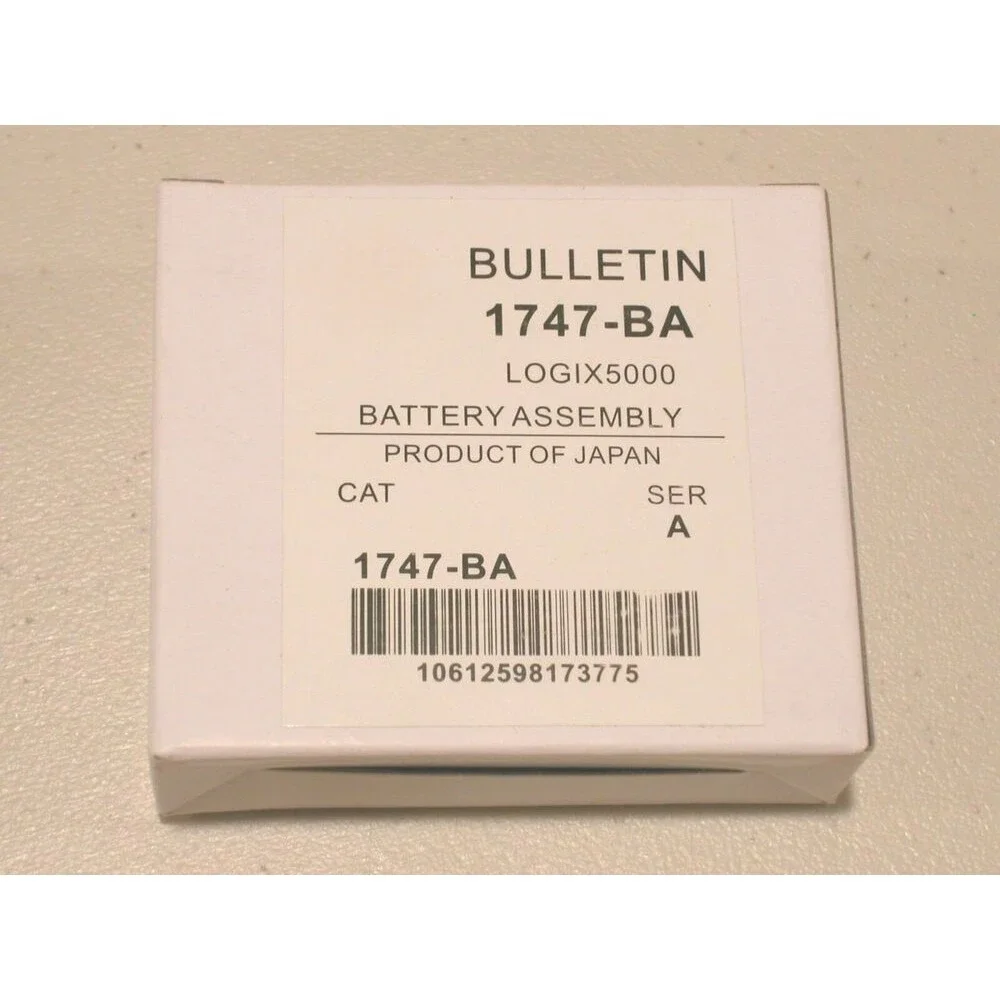 BULLETIN
1747-BA
LOGIX5000
BATTERY ASSEMBLY
PRODUCT OF JAPAN
CAT SER
A
1747-BA
10612598173775